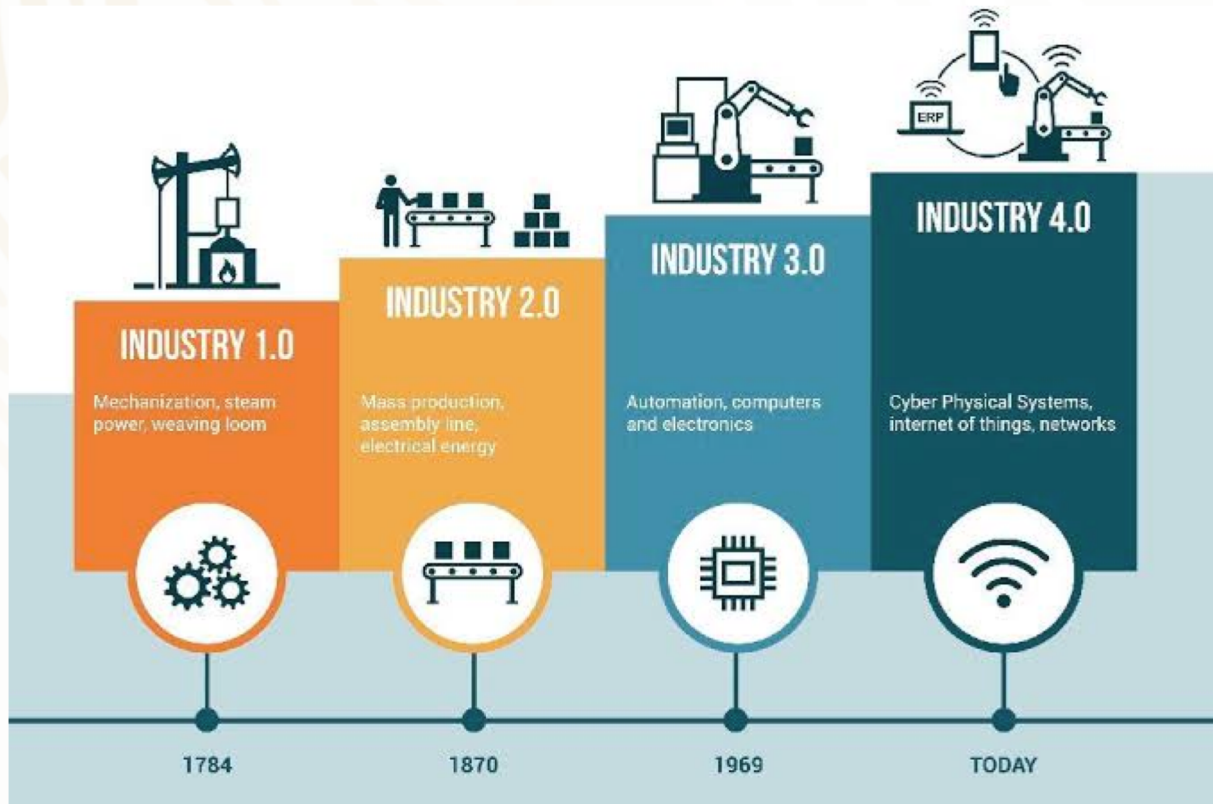 ERP
INDUSTRY 1.0
Mechanization, steam
power, weaving loom
INDUSTRY 2.0
Mass production,
assembly line,
electrical energy
INDUSTRY 3.0
Automation, computers
and electronics
INDUSTRY 4.0
Cyber Physical Systems,
internet of things, networks
1784
1870
1969
TODAY